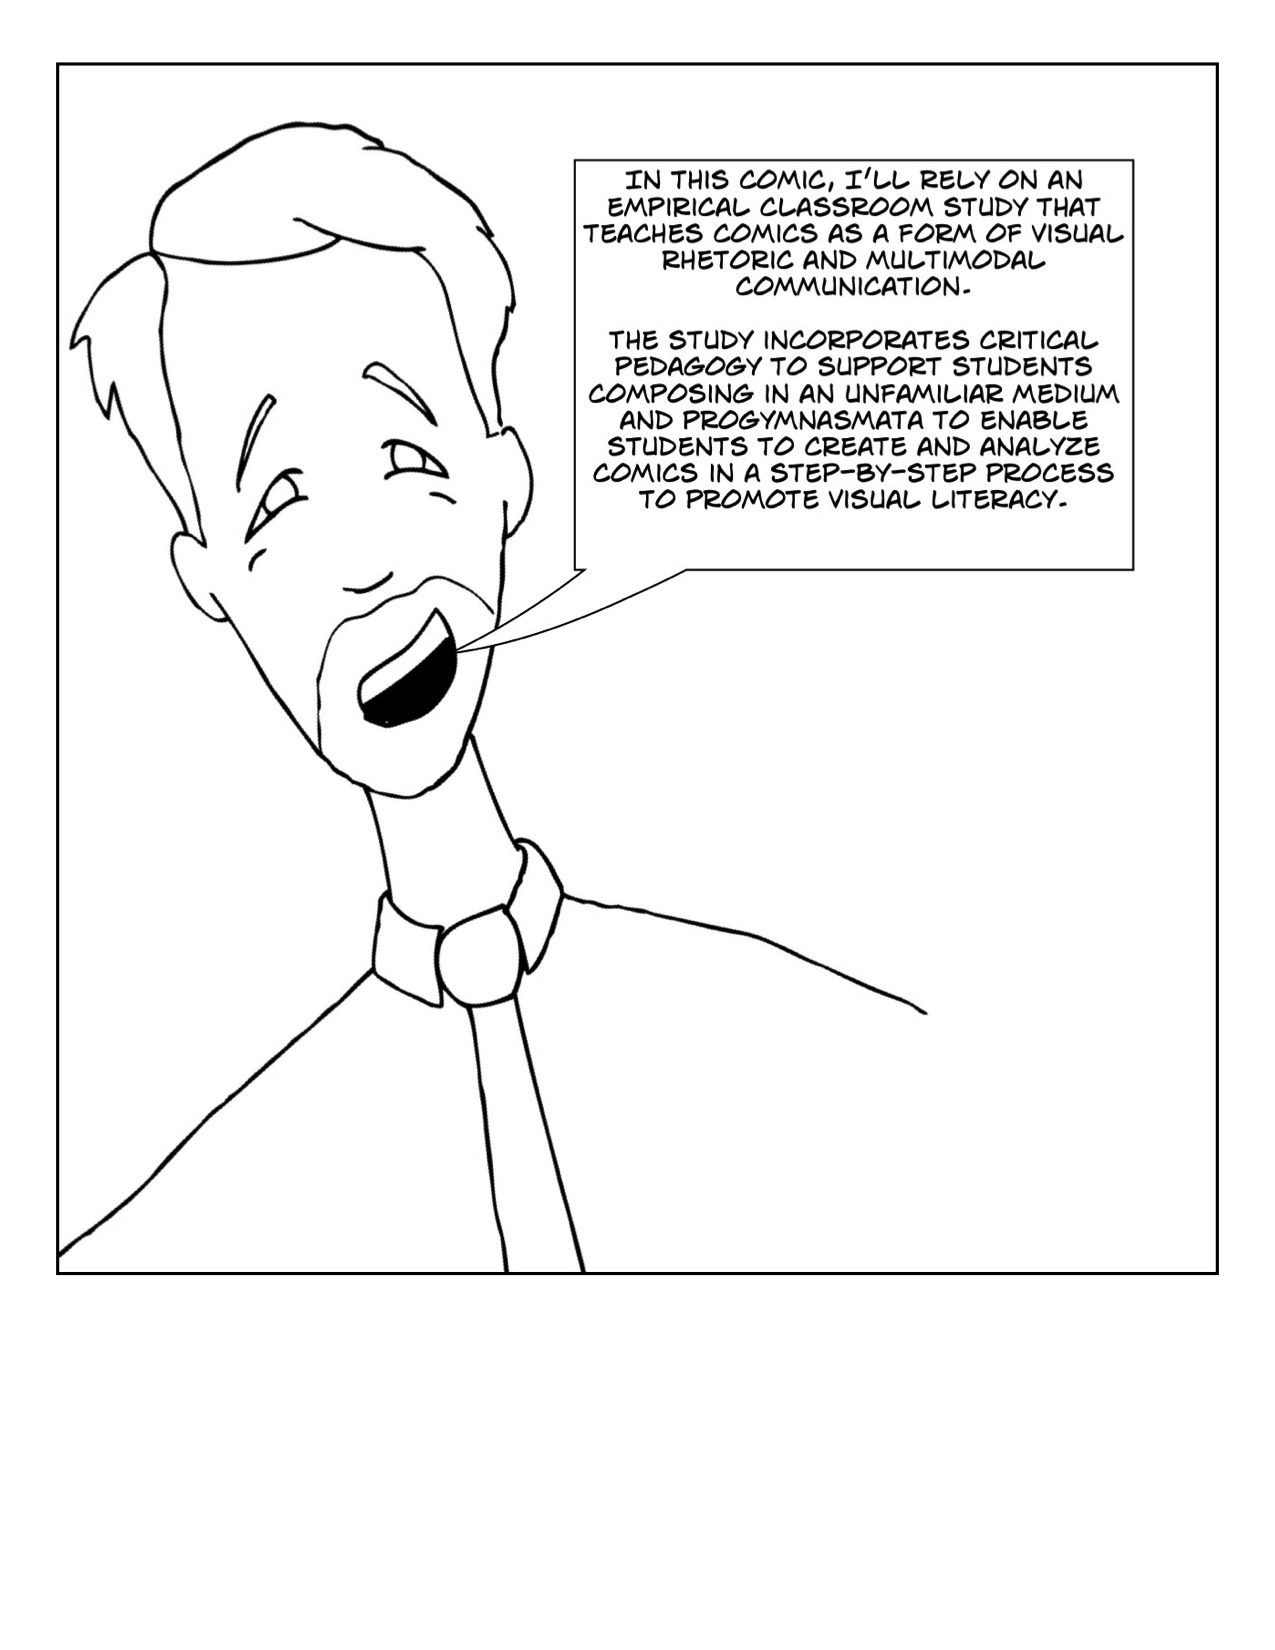 IN THIS COMIC, I'LL RELY ON AN
EMPIRICAL CLASSROOM STUDY THAT
TEACHES COMICS AS A FORM OF VISUAL
RHETORIC AND MULTIMODAL
COMMUNICATION.
THE STUDY INCORPORATES CRITICAL
PEDAGOGY TO SUPPORT STUDENTS
COMPOSING IN AN UNFAMILIAR MEDIUM
AND PROGYMNASMATA TO ENABLE
STUDENTS TO CREATE AND ANALYZE
COMICS IN A STEP-BY-STEP PROCESS
TO PROMOTE VISUAL LITERACY.